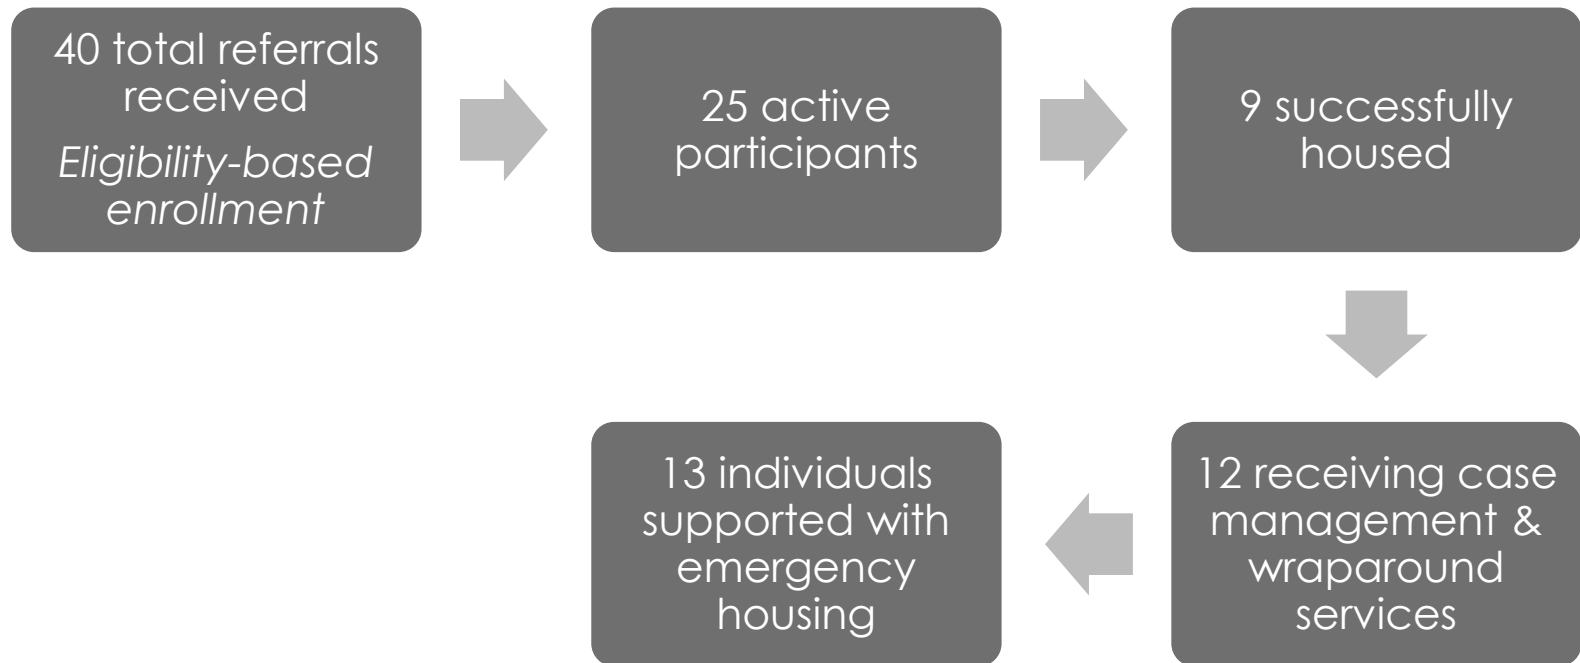 40 total referrals
received
Eligibility-based
enrollment
25 active
participants
9 successfully
housed
12 receiving case
management &
wraparound
services
13 individuals
supported with
emergency
housing